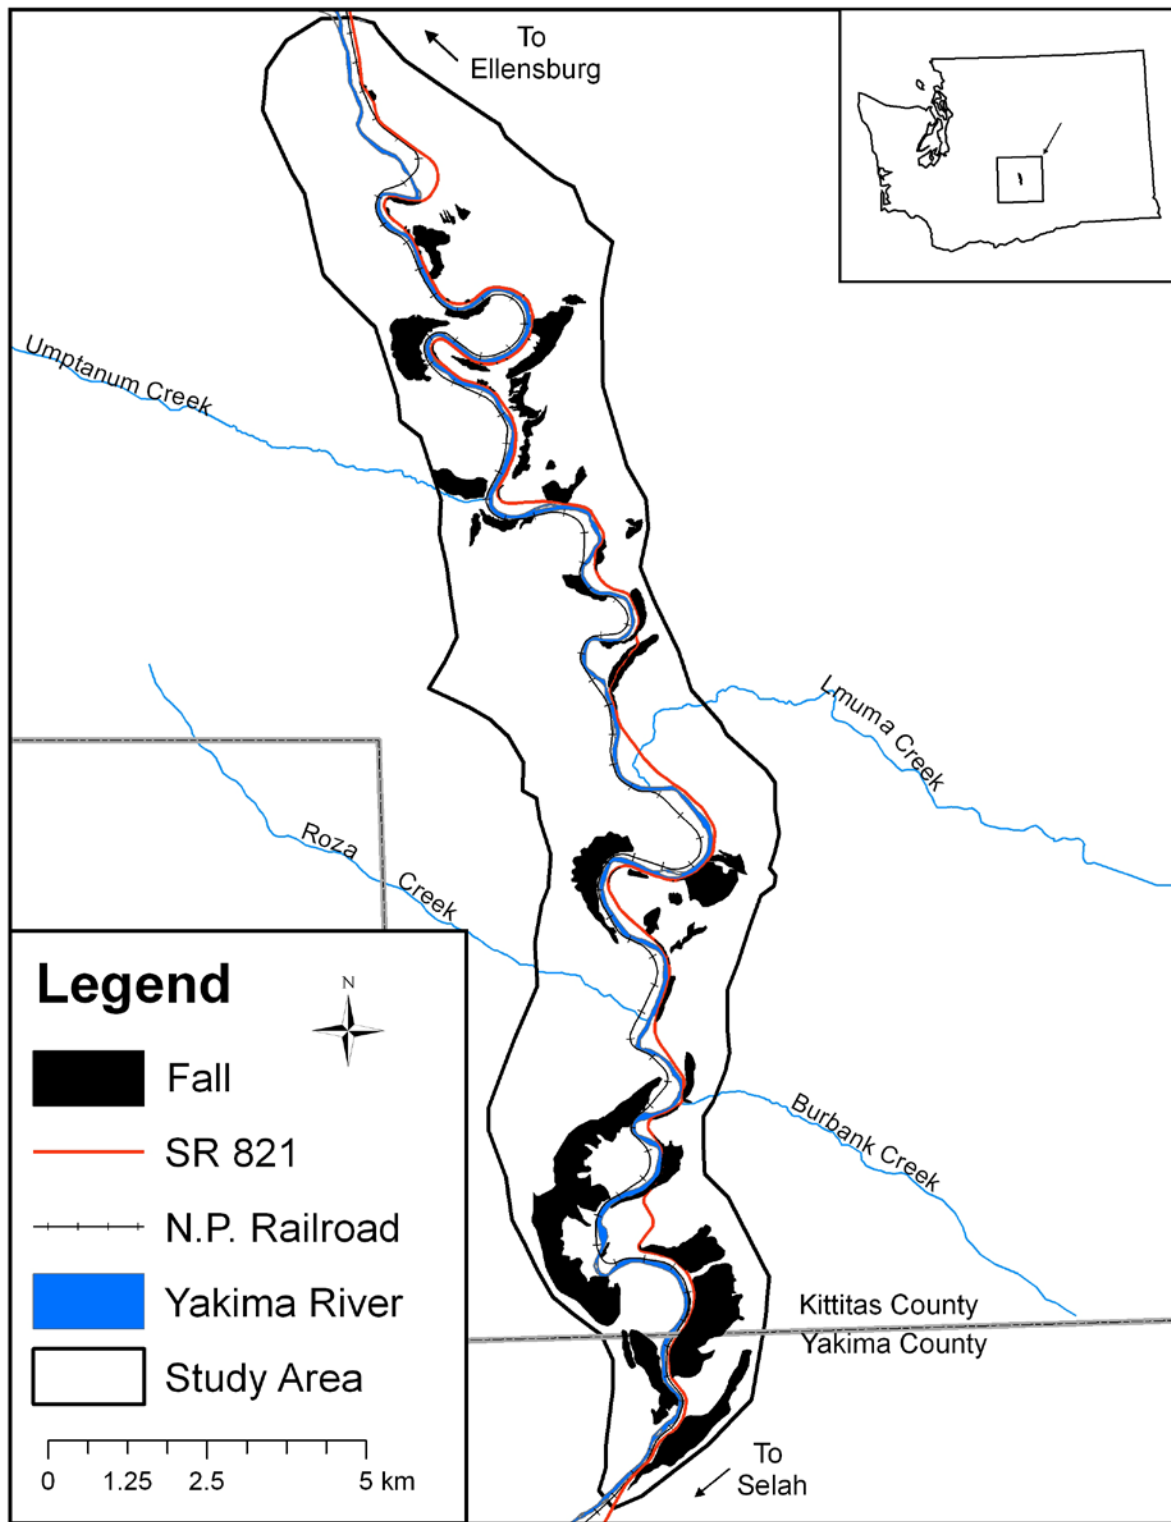 To
Ellensburg
Umptanum Creek
Lmuma Creek
Roza
Creek
Burbank Creek
Kittitas County
Yakima County
To
Selah
Legend
N
Fall
SR 821
N.P. Railroad
Yakima River
Study Area
0 1.25 2.5 5 km